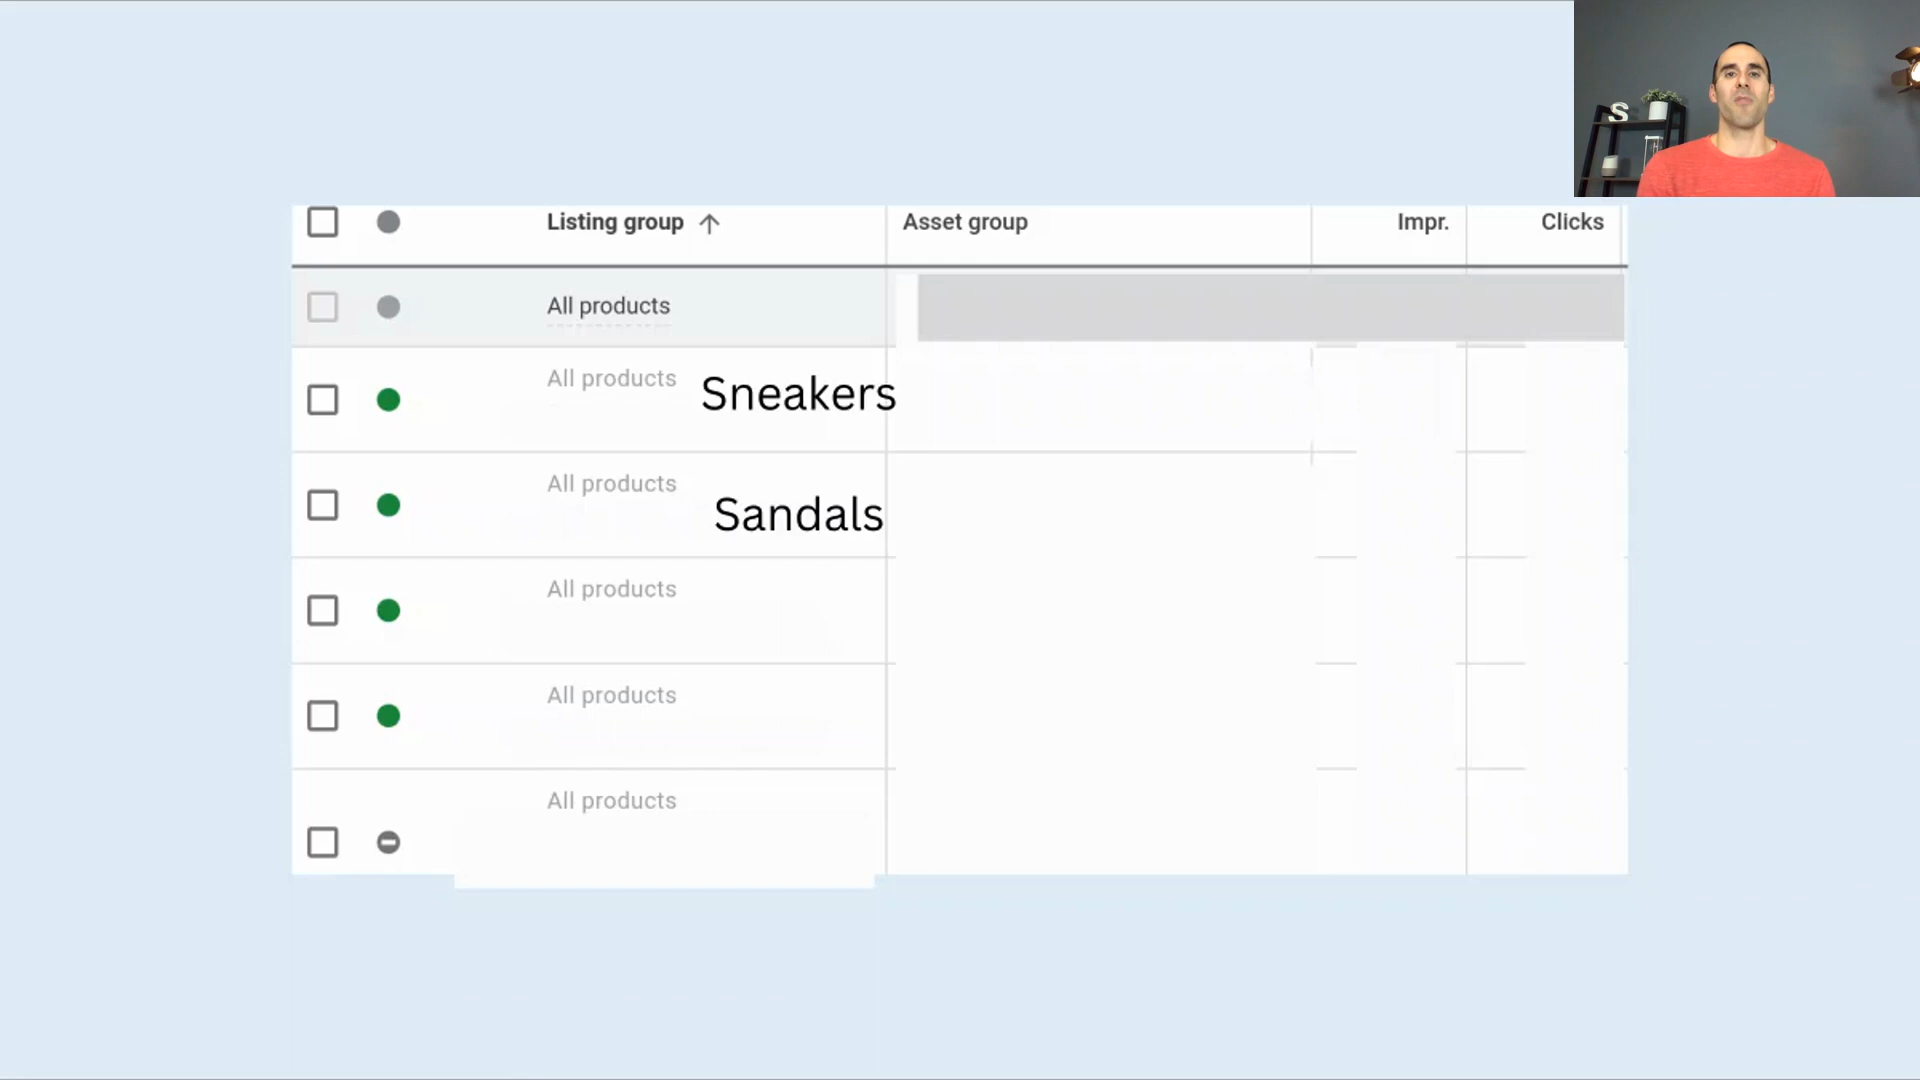 Listing group ↑ Asset group Impr. Clicks
All products
All products
Sneakers
All products
Sandals
All products
All products
All products
S